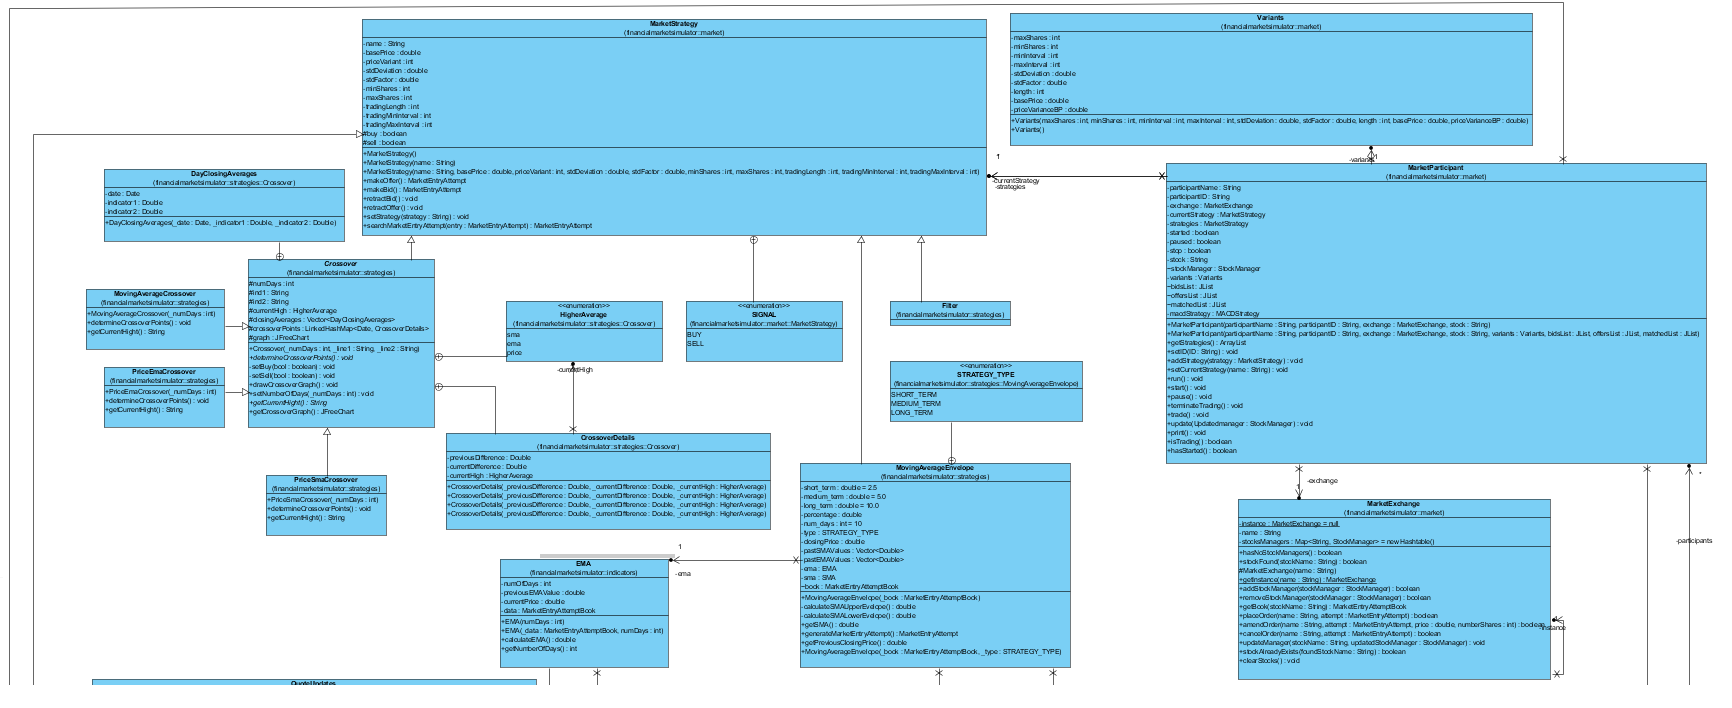 MarketStrategy
(financialmarketsimulator::market)
-name : String
-basePrice : double
-priceVariant : int
-stdDeviation : double
-stdFactor : double
-minShares : int
-maxShares : int
-tradingLength : int
-tradingMinInterval : int
-tradingMaxInterval : int
#buy : boolean
#sell : boolean
+MarketStrategy()
+MarketStrategy(name : String)
+MarketStrategy(name : String, basePrice : double, priceVariant : int, stdDeviation : double, stdFactor : double, minShares : int, maxShares : int, tradingLength : int, tradingMinInterval : int, tradingMaxInterval : int)
+makeOffer() : MarketEntryAttempt
+makeBid() : MarketEntryAttempt
+retractBid() : void
+retractOffer() : void
+setStrategy(strategy : String) : void
+searchMarketEntryAttempt(entry : MarketEntryAttempt) : MarketEntryAttempt
Variants
(financialmarketsimulator::market)
-maxShares : int
-minShares : int
-minInterval : int
-maxInterval : int
-stdDeviation : double
-stdFactor : double
-length : int
-basePrice : double
-priceVarianceBP : double
+Variants(maxShares : int, minShares : int, minInterval : int, maxInterval : int, stdDeviation : double, stdFactor : double, length : int, basePrice : double, priceVarianceBP : double)
+Variants()
-variants
1
1
-currentStrategy
-strategies
MarketParticipant
(financialmarketsimulator::market)
-participantName : String
-participantID : String
-exchange : MarketExchange
-currentStrategy : MarketStrategy
-strategies : MarketStrategy
-started : boolean
-paused : boolean
-stop : boolean
-stock : String
~stockManager : StockManager
-variants : Variants
~bidsList : JList
~offersList : JList
~matchedList : JList
-macdStrategy : MACDStrategy
+MarketParticipant(participantName : String, participantID : String, exchange : MarketExchange, stock : String)
+MarketParticipant(participantName : String, participantID : String, exchange : MarketExchange, stock : String, variants : Variants, bidsList : JList, offersList : JList, matchedList : JList)
+getStrategies() : ArrayList
+setID(ID : String) : void
+addStrategy(strategy : MarketStrategy) : void
+setCurrentStrategy(name : String) : void
+run() : void
+start() : void
+pause() : void
+terminateTrading() : void
+trade() : void
+update(Updatedmanager : StockManager) : void
+print() : void
+isTrading() : boolean
+hasStarted() : boolean
DayClosingAverages
(financialmarketsimulator::strategies::Crossover)
-date : Date
-indicator1 : Double
-indicator2 : Double
+DayClosingAverages(_date : Date, _indicator1 : Double, _indicator2 : Double)
Crossover
(financialmarketsimulator::strategies)
#numDays : int
#ind1 : String
#ind2 : String
#currentHigh : HigherAverage
#closingAverages : Vector<DayClosingAverages>
#crossoverPoints : LinkedHashMap<Date, CrossoverDetails>
#graph : JFreeChart
+Crossover(_numDays : int, _line1 : String, _line2 : String)
+determineCrossoverPoints() : void
-setBuy(bool : boolean) : void
-setSell(bool : boolean) : void
+drawCrossoverGraph() : void
+setNumberOfDays(_numDays : int) : void
+getCurrentHight() : String
+getCrossoverGraph() : JFreeChart
MovingAverageCrossover
(financialmarketsimulator::strategies)
+MovingAverageCrossover(_numDays : int)
+determineCrossoverPoints() : void
+getCurrentHight() : String
PriceEmaCrossover
(financialmarketsimulator::strategies)
+PriceEmaCrossover(_numDays : int)
+determineCrossoverPoints() : void
+getCurrentHight() : String
PriceSmaCrossover
(financialmarketsimulator::strategies)
+PriceSmaCrossover(_numDays : int)
+determineCrossoverPoints() : void
+getCurrentHight() : String
<<enumeration>>
HigherAverage
(financialmarketsimulator::strategies::Crossover)
sma
ema
price
-currentHigh
<<enumeration>>
SIGNAL
(financialmarketsimulator::market::MarketStrategy)
BUY
SELL
Filter
(financialmarketsimulator::strategies)
<<enumeration>>
STRATEGY_TYPE
(financialmarketsimulator::strategies::MovingAverageEnvelope)
SHORT_TERM
MEDIUM_TERM
LONG_TERM
CrossoverDetails
(financialmarketsimulator::strategies::Crossover)
-previousDifference : Double
-currentDifference : Double
-currentHigh : HigherAverage
+CrossoverDetails(_previousDifference : Double, _currentDifference : Double, _currentHigh : HigherAverage)
+CrossoverDetails(_previousDifference : Double, _currentDifference : Double, _currentHigh : HigherAverage)
+CrossoverDetails(_previousDifference : Double, _currentDifference : Double, _currentHigh : HigherAverage)
+CrossoverDetails(_previousDifference : Double, _currentDifference : Double, _currentHigh : HigherAverage)
MovingAverageEnvelope
(financialmarketsimulator::strategies)
-short_term : double = 2.5
-medium_term : double = 5.0
-long_term : double = 10.0
-percentage : double
-num_days : int = 10
-type : STRATEGY_TYPE
-closingPrice : double
-pastSMAValues : Vector<Double>
-pastEMAValues : Vector<Double>
-ema : EMA
-sma : SMA
~book : MarketEntryAttemptBook
+MovingAverageEnvelope(_book : MarketEntryAttemptBook)
-calculateSMAUpperEnvelope() : double
-calculateSMALowerEnvelope() : double
+getSMA() : double
+generateMarketEntryAttempt() : MarketEntryAttempt
+getPreviousClosingPrice() : double
+MovingAverageEnvelope(_book : MarketEntryAttemptBook, _type : STRATEGY_TYPE)
1
-ema
EMA
(financialmarketsimulator::indicators)
-numOfDays : int
-previousEMAValue : double
-currentPrice : double
-data : MarketEntryAttemptBook
+EMA(numDays : int)
+EMA(_data : MarketEntryAttemptBook, numDays : int)
+calculateEMA() : double
+getNumberOfDays() : int
-exchange
1
*
-participants
MarketExchange
(financialmarketsimulator::market)
-instance : MarketExchange = null
-name : String
-stocksManagers : Map<String, StockManager> = new Hashtable()
+hasNoStockManagers() : boolean
+stockFound(stockName : String) : boolean
#MarketExchange(name : String)
+getInstance(name : String) : MarketExchange
+addStockManager(stockManager : StockManager) : boolean
+removeStockManager(stockManager : StockManager) : boolean
+getBook(stockName : String) : MarketEntryAttemptBook
+placeOrder(name : String, attempt : MarketEntryAttempt) : boolean
+amendOrder(name : String, attempt : MarketEntryAttempt, price : double, numberShares : int) : boolean
+cancelOrder(name : String, attempt : MarketEntryAttempt) : boolean
+updateManager(stockName : String, updatedStockManager : StockManager) : void
+stockAlreadyExists(foundStockName : String) : boolean
+clearStocks() : void
-instance
QuoteUpdates